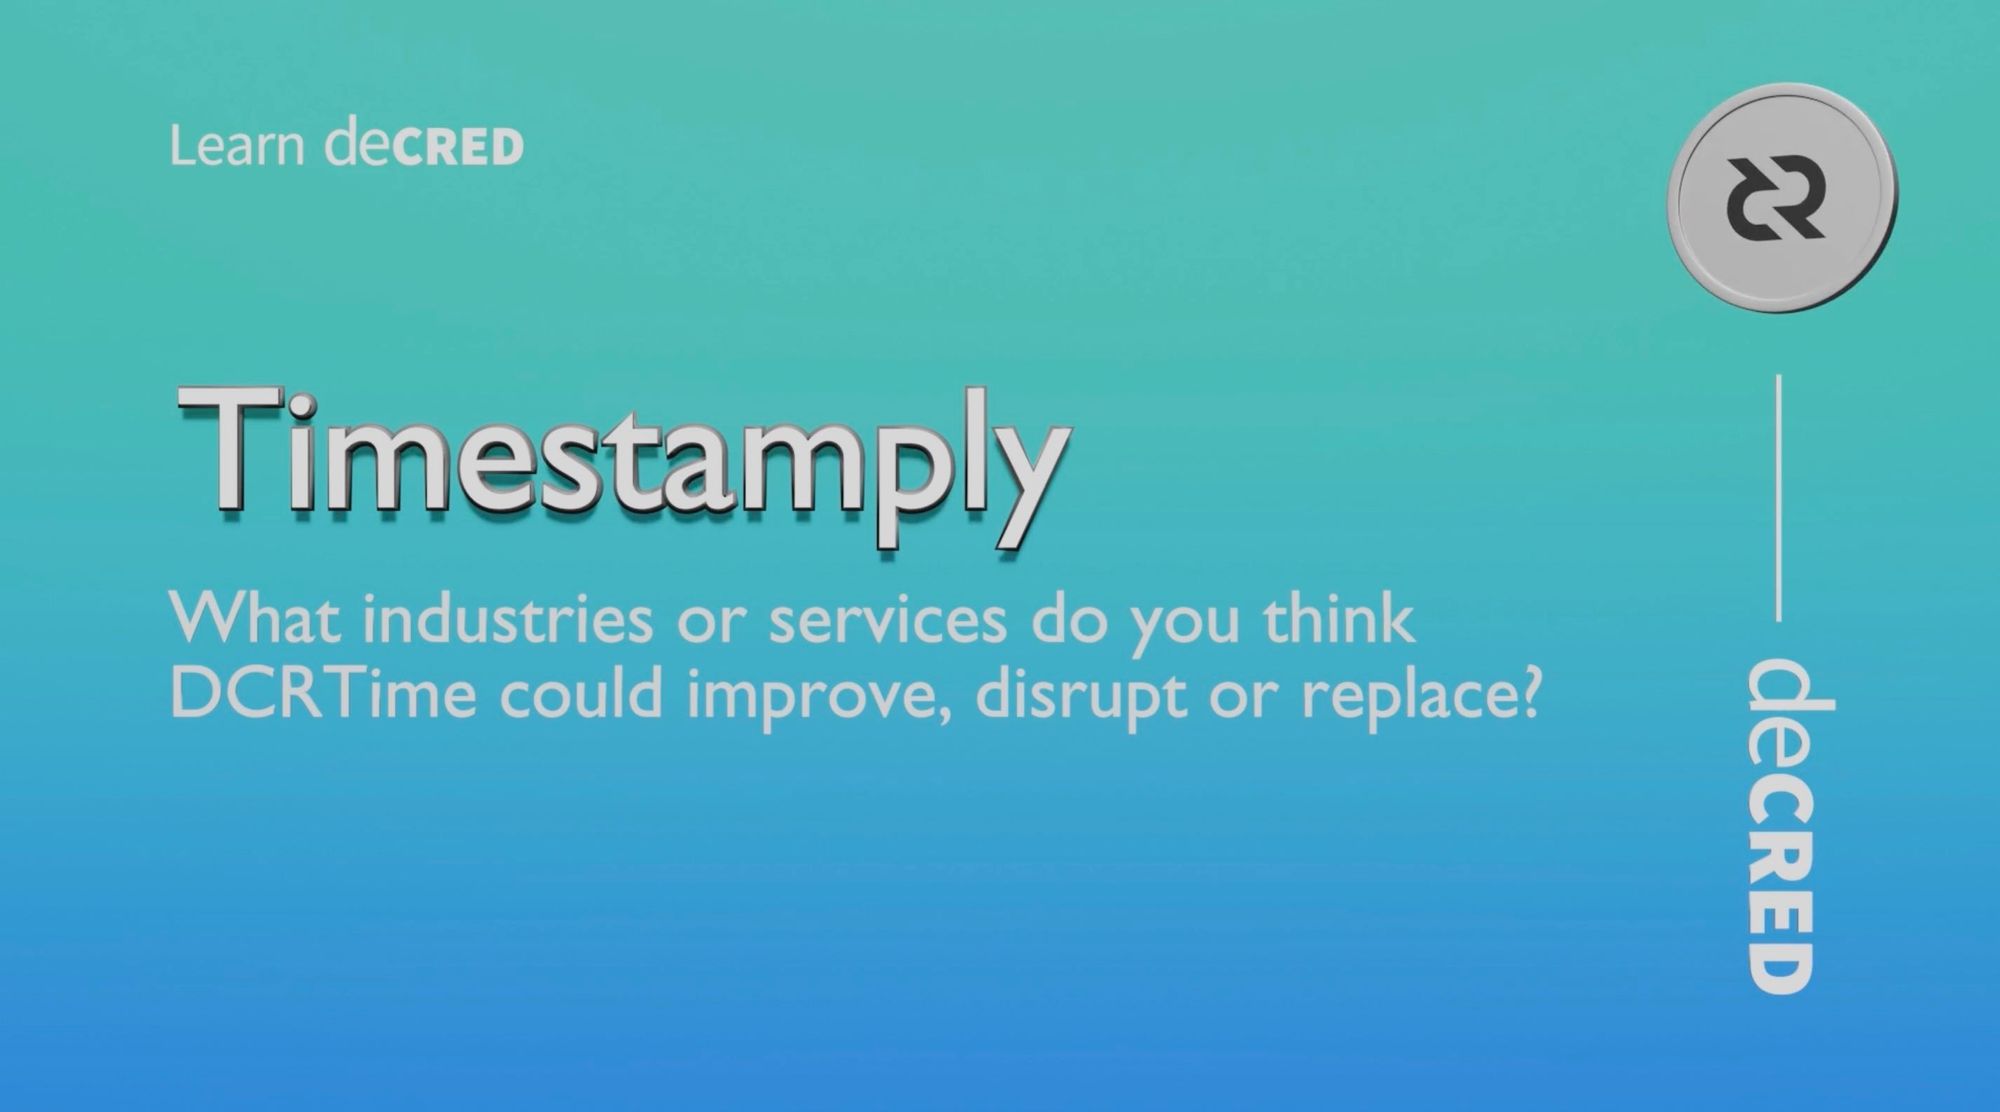 Learn decRED
Timestamply
What industries or services do you think
DCRTime could improve, disrupt or replace?
decRED